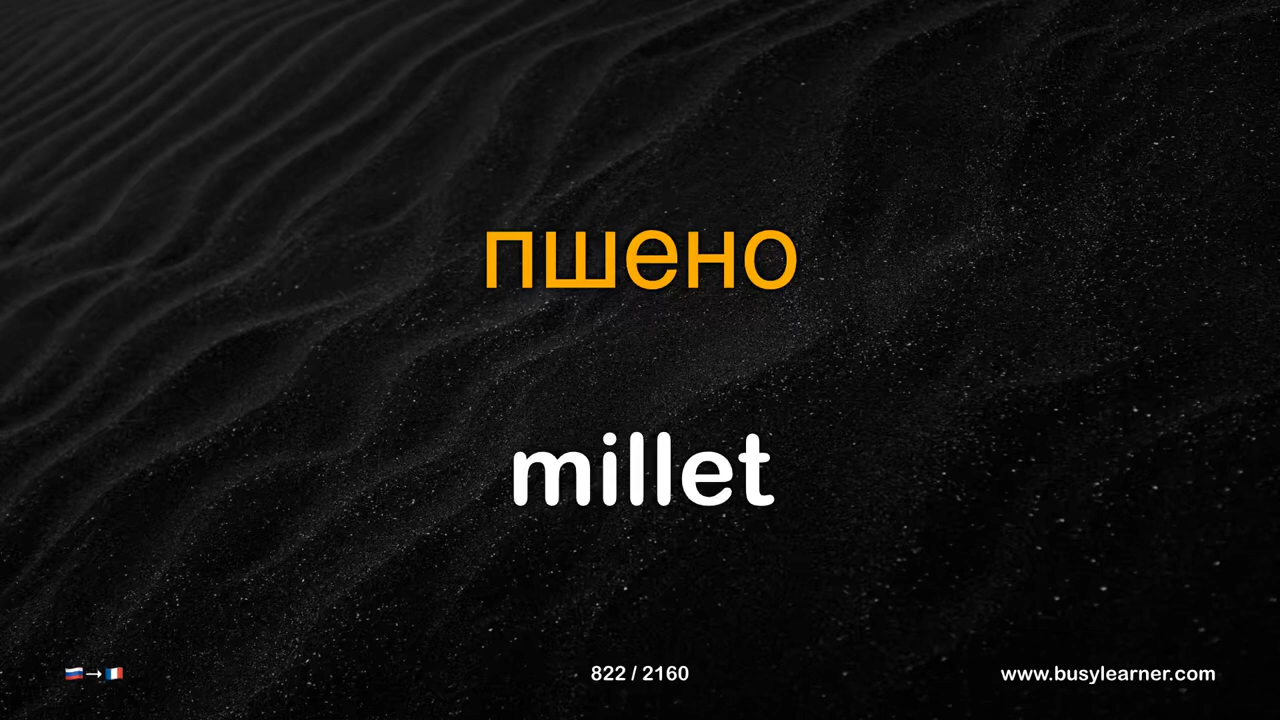 пшено
millet
🇷🇺→🇫🇷
822 / 2160
www.busylearner.com